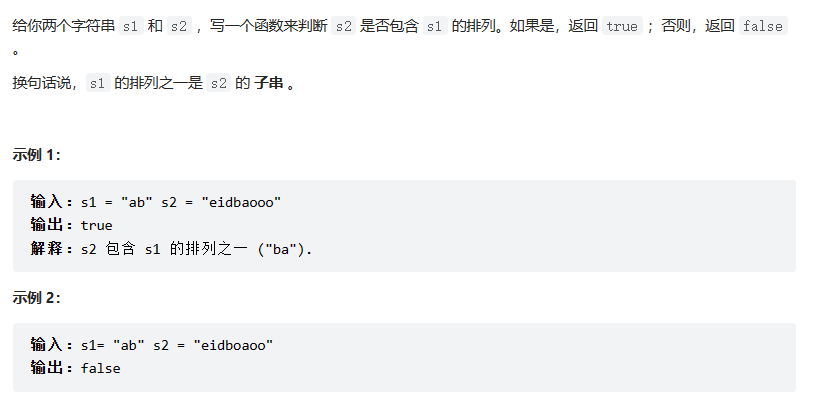 给你两个字符串 s1 和 s2 ，写一个函数来判断 s2 是否包含 s1 的排列。如果是，返回 true ；否则，返回 false
。
换句话说，s1 的排列之一是 s2 的 子串 。
示例 1：
输入：s1 = "ab" s2 = "eidbaooo"
输出：true
解释：s2 包含 s1 的排列之一 ("ba").
示例 2：
输入：s1= "ab" s2 = "eidboaoo"
输出：false